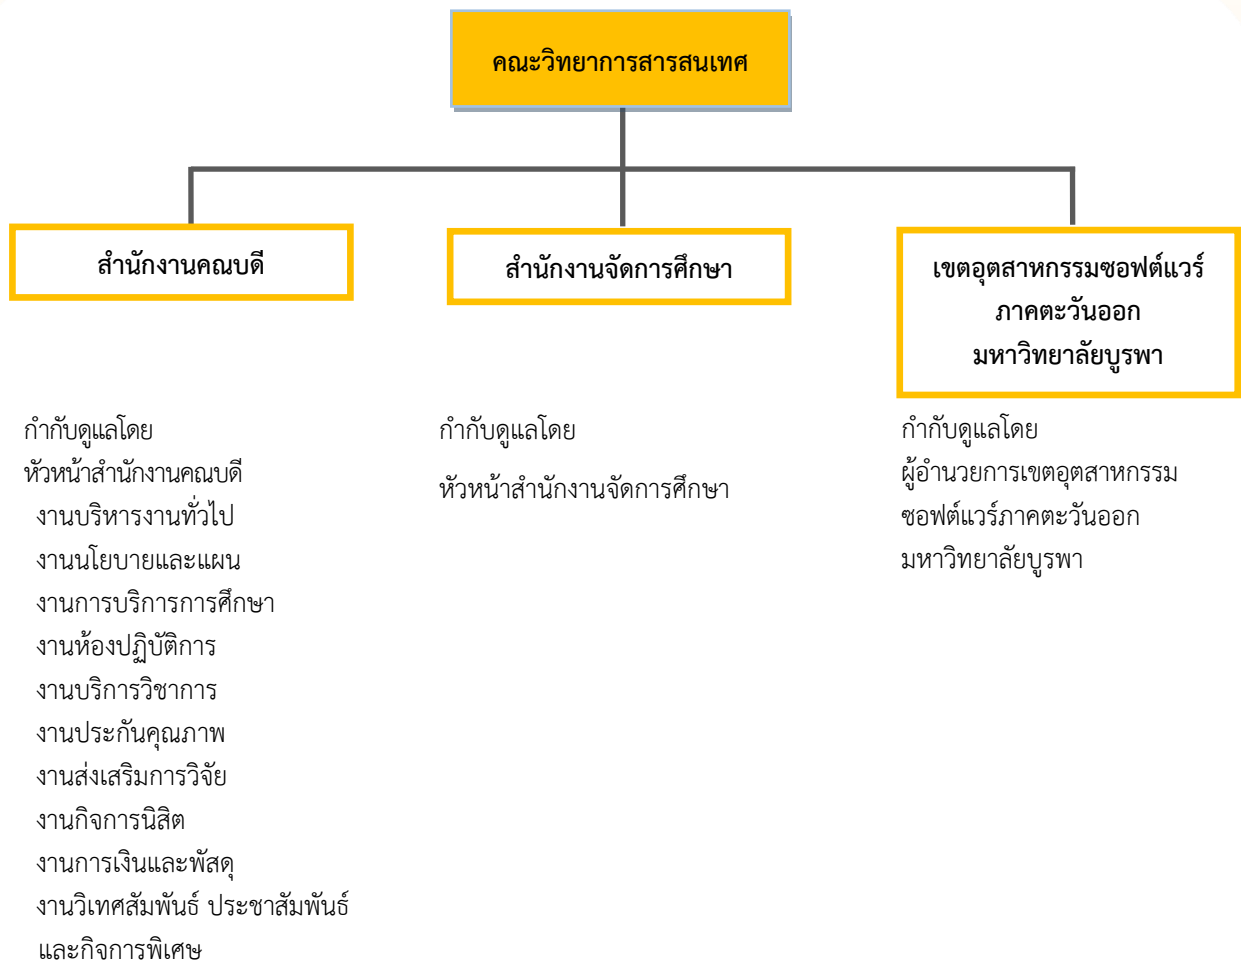 คณะวิทยาการสารสนเทศ
สำนักงานคณบดี
กำกับดูแลโดย
หัวหน้าสำนักงานคณบดี
งานบริหารงานทั่วไป
งานนโยบายและแผน
งานการบริการการศึกษา
งานห้องปฏิบัติการ
งานบริการวิชาการ
งานประกันคุณภาพ
งานส่งเสริมการวิจัย
งานกิจการนิสิต
งานการเงินและพัสดุ
งานวิเทศสัมพันธ์ ประชาสัมพันธ์
และกิจการพิเศษ
สำนักงานจัดการศึกษา
กำกับดูแลโดย
หัวหน้าสำนักงานจัดการศึกษา
เขตอุตสาหกรรมซอฟต์แวร์
ภาคตะวันออก
มหาวิทยาลัยบูรพา
กำกับดูแลโดย
ผู้อำนวยการเขตอุตสาหกรรม
ซอฟต์แวร์ภาคตะวันออก
มหาวิทยาลัยบูรพา